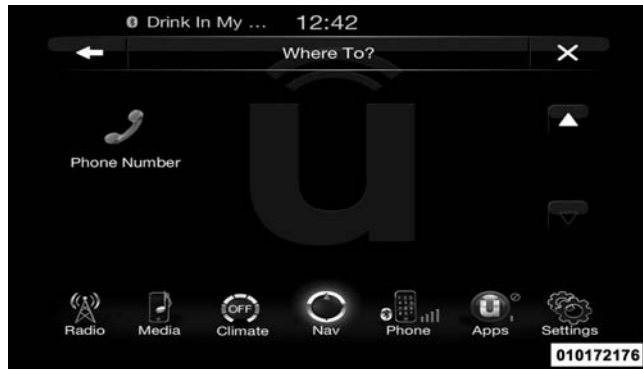 Drink In My ... 12:42
Where To?
Phone Number
OFF
Radio Media Climate Nav Phone Apps Settings
010172176